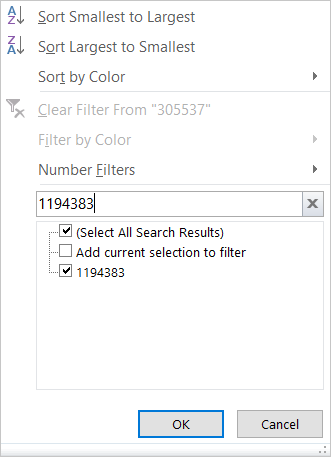 Sort Smallest to Largest
Sort Largest to Smallest
Sort by Color
Clear Filter From "305537"
Filter by Color
Number Filters
1194383
(Select All Search Results)
Add current selection to filter
1194383
OK Cancel